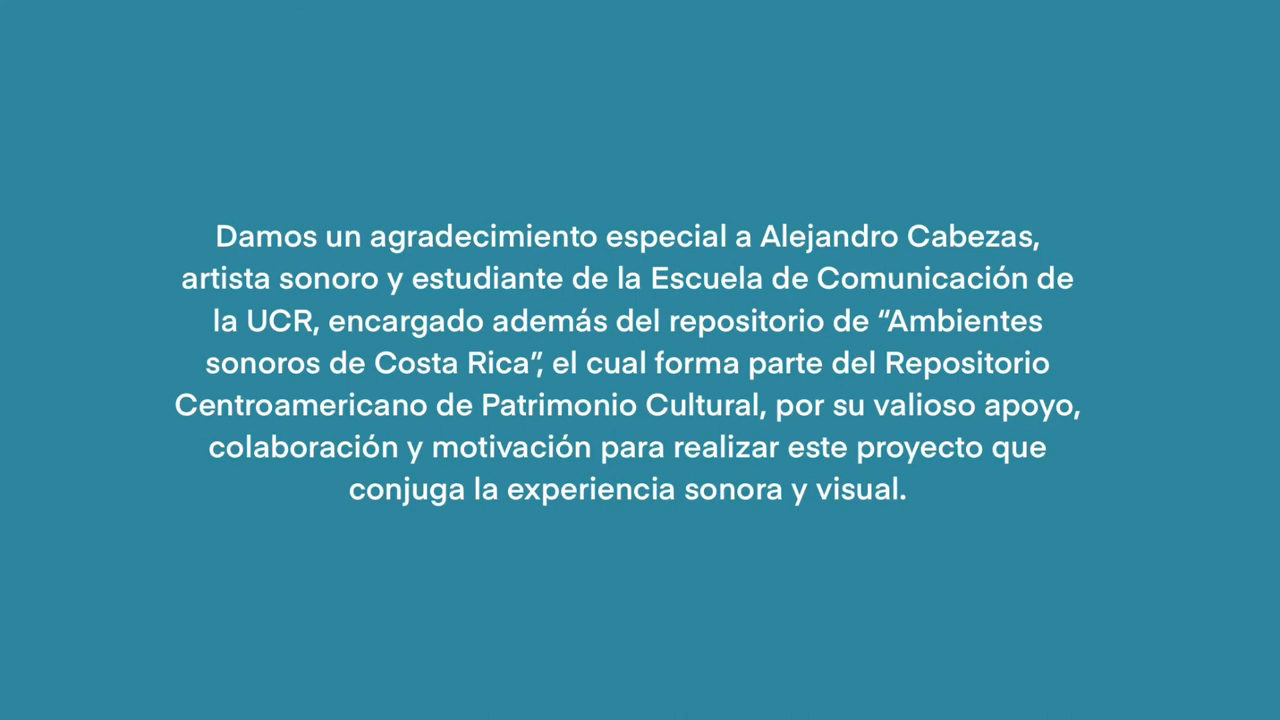 Damos un agradecimiento especial a Alejandro Cabezas,
artista sonoro y estudiante de la Escuela de Comunicación de
la UCR, encargado además del repositorio de “Ambientes
sonoros de Costa Rica”, el cual forma parte del Repositorio
Centroamericano de Patrimonio Cultural, por su valioso apoyo,
colaboración y motivación para realizar este proyecto que
conjuga la experiencia sonora y visual.